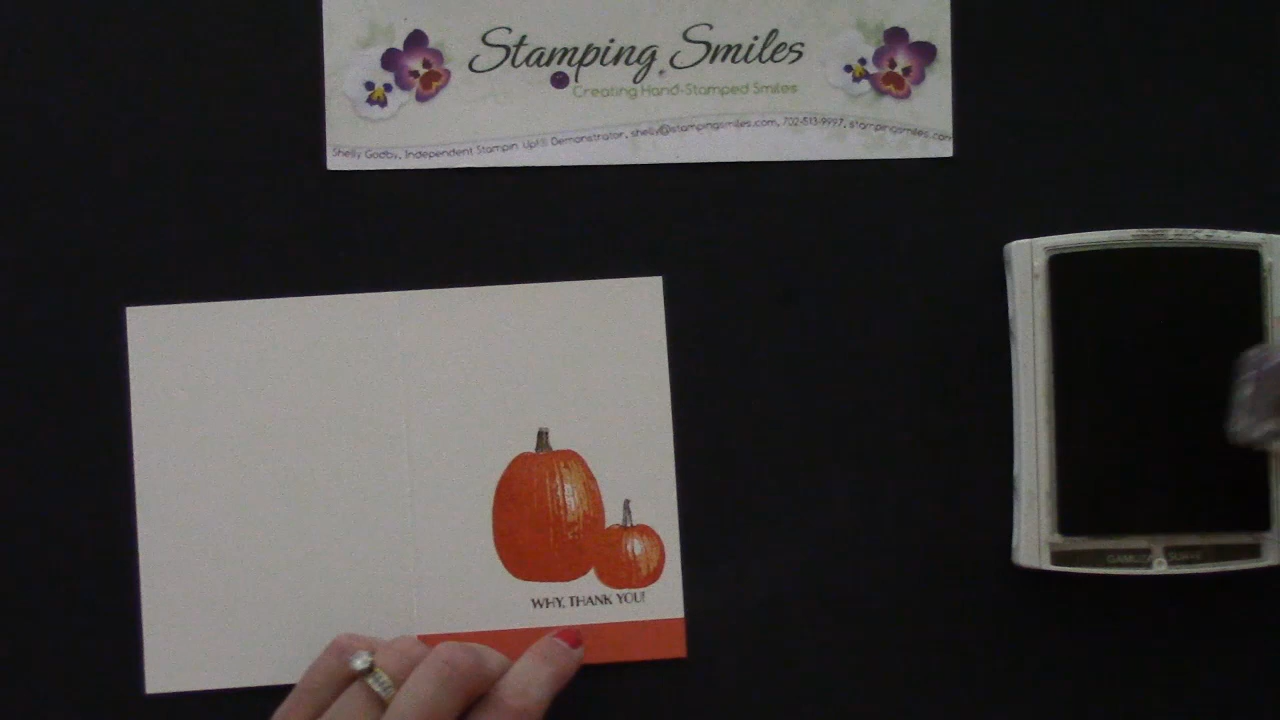 Stamping Smiles
Creating Hand-Stamped Smiles
Shelly Godby, Independent Stampin' Up!® Demonstrator, shelly@stampingsmiles.com, 702-513-9997, stampingsmiles.com
WHY, THANK YOU!